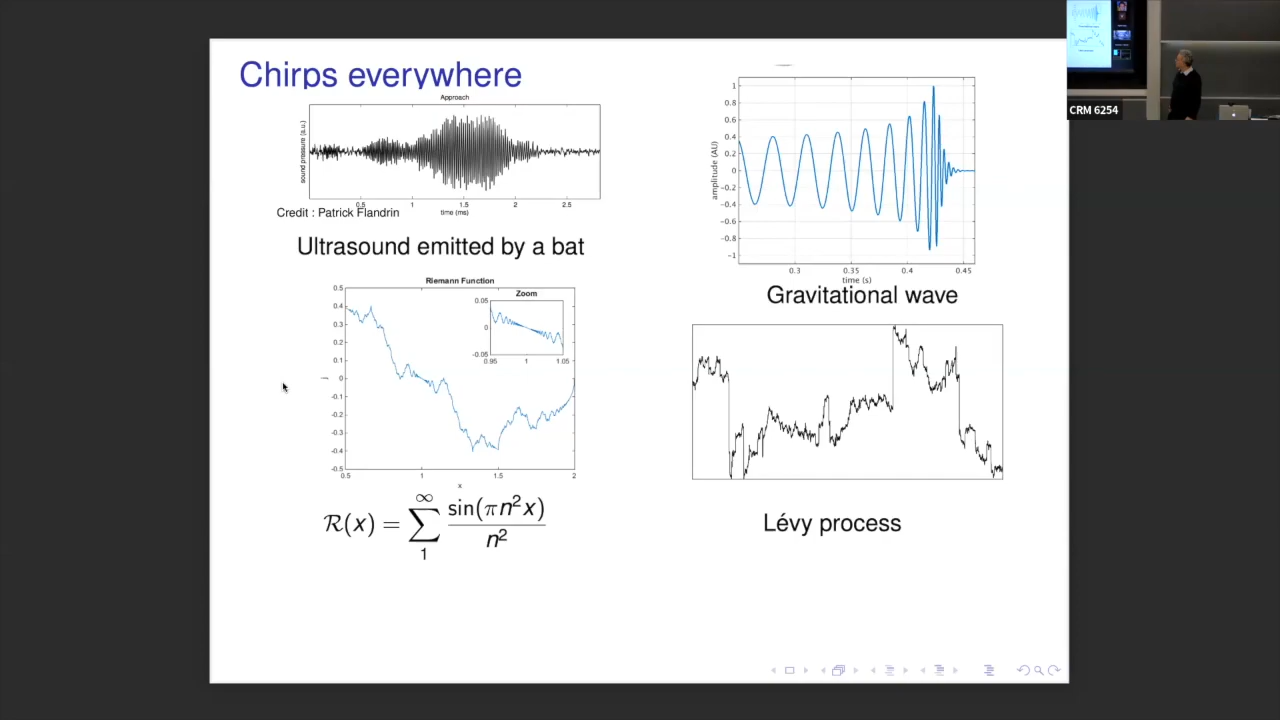 Chirps everywhere
Approach
sound pressure (a.u.)
0.5 1 1.5 2 2.5
time (ms)
Credit : Patrick Flandrin
Ultrasound emitted by a bat
1
0.8
0.6
0.4
0.2
0
−0.2
−0.4
−0.6
−0.8
−1
amplitude (AU)
0.3 0.35 0.4 0.45
time (s)
Gravitational wave
Riemann Function
0.5
0.4
0.3
0.2
0.1
0
-0.1
-0.2
-0.3
-0.4
-0.5
0.5 1 1.5 2
x
Zoom
0.05
0
-0.05
0.95 1 1.05
R(x) = ∑₁^∞ sin(πn²x)/n²
Lévy process
CRM 6254